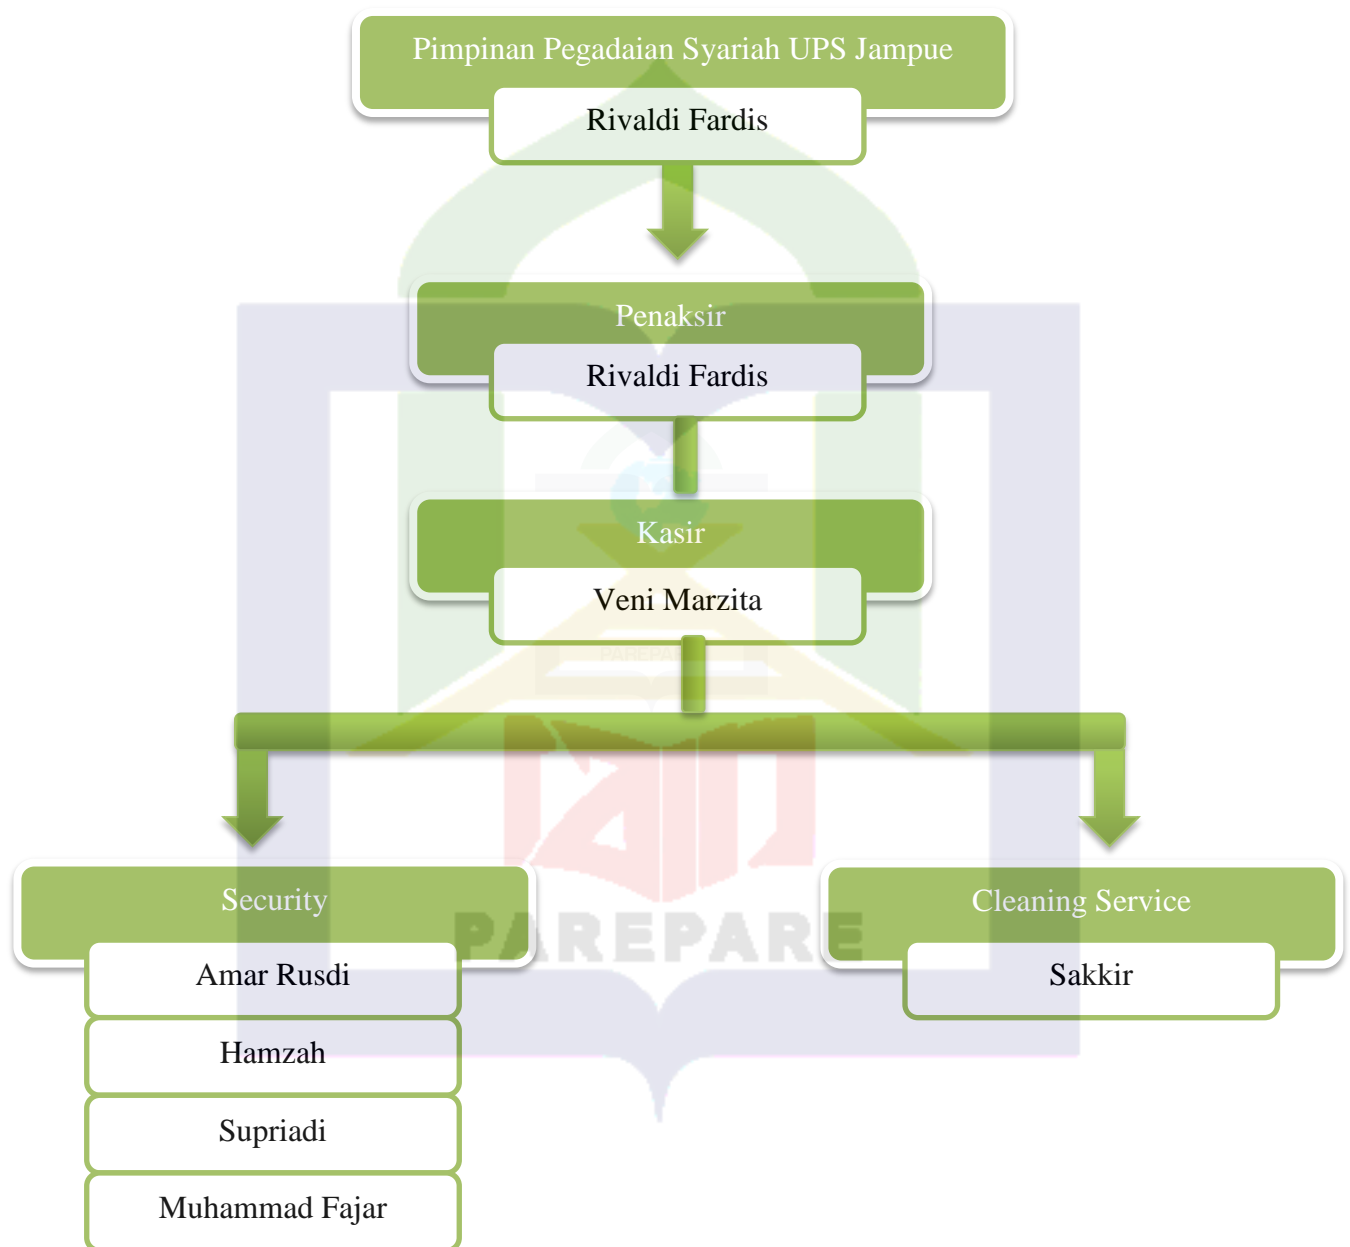 Pimpinan Pegadaian Syariah UPS Jampue
Rivaldi Fardis
Penaksir
Rivaldi Fardis
Kasir
Veni Marzita
PAREPARE
Security
Amar Rusdi
Hamzah
Supriadi
Muhammad Fajar
Cleaning Service
Sakkir